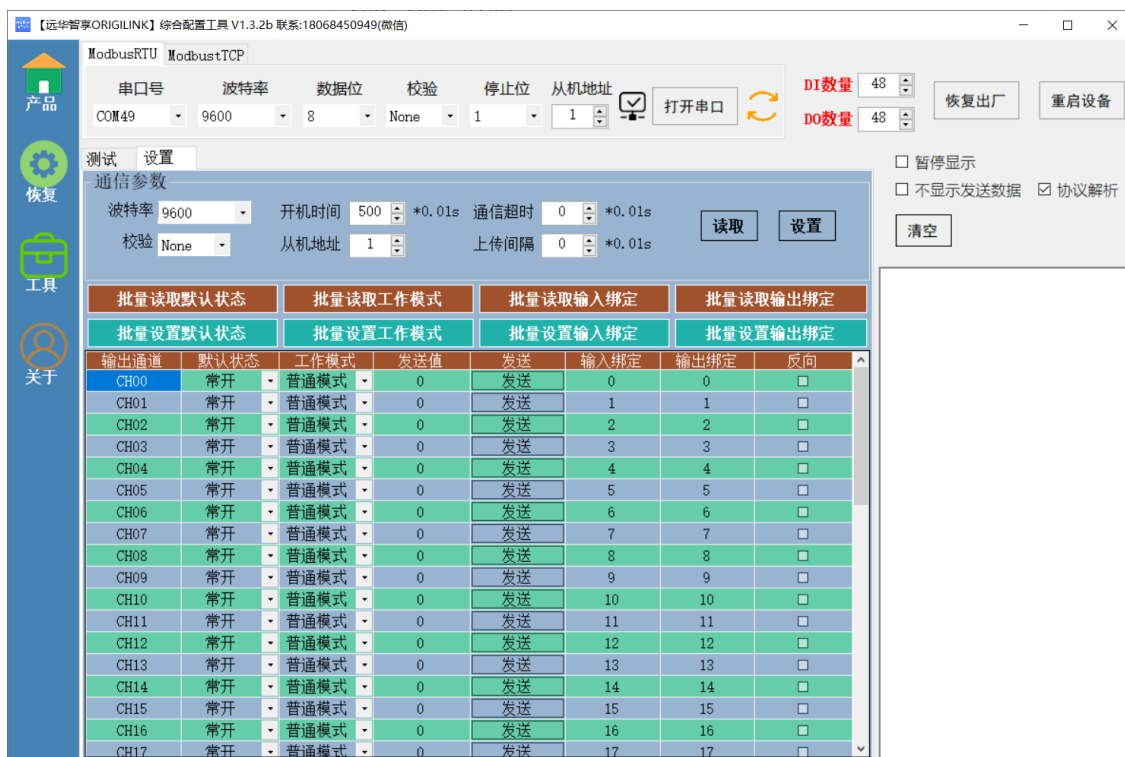 【远华智享ORIGILINK】综合配置工具 V1.3.2b 联系:18068450949(微信)
产品
恢复
工具
关于
ModbusRTU ModbustTCP
串口号 波特率 数据位 校验 停止位 从机地址
COM49 9600 8 None 1 1 打开串口
DI数量 48
DO数量 48
恢复出厂 重启设备
测试 设置
通信参数
波特率 9600 开机时间 500 *0.01s 通信超时 0 *0.01s
校验 None 从机地址 1 上传间隔 0 *0.01s
读取 设置
暂停显示
不显示发送数据 协议解析
清空
批量读取默认状态 批量读取工作模式 批量读取输入绑定 批量读取输出绑定
批量设置默认状态 批量设置工作模式 批量设置输入绑定 批量设置输出绑定
输出通道 默认状态 工作模式 发送值 发送 输入绑定 输出绑定 反向
CH00 常开 普通模式 0 发送 0 0
CH01 常开 普通模式 0 发送 1 1
CH02 常开 普通模式 0 发送 2 2
CH03 常开 普通模式 0 发送 3 3
CH04 常开 普通模式 0 发送 4 4
CH05 常开 普通模式 0 发送 5 5
CH06 常开 普通模式 0 发送 6 6
CH07 常开 普通模式 0 发送 7 7
CH08 常开 普通模式 0 发送 8 8
CH09 常开 普通模式 0 发送 9 9
CH10 常开 普通模式 0 发送 10 10
CH11 常开 普通模式 0 发送 11 11
CH12 常开 普通模式 0 发送 12 12
CH13 常开 普通模式 0 发送 13 13
CH14 常开 普通模式 0 发送 14 14
CH15 常开 普通模式 0 发送 15 15
CH16 常开 普通模式 0 发送 16 16
CH17 常开 普通模式 0 发送 17 17